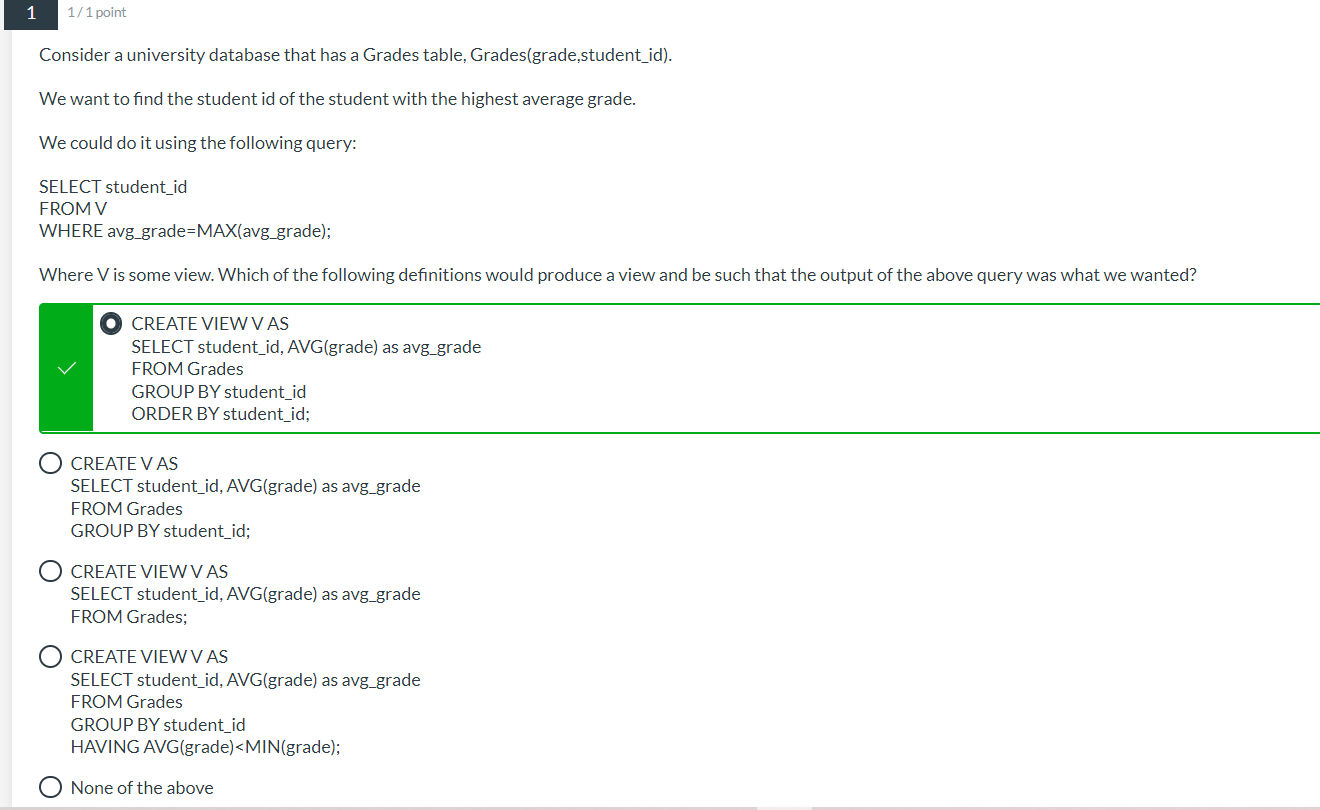 1
1 / 1 point
Consider a university database that has a Grades table, Grades(grade,student_id).
We want to find the student id of the student with the highest average grade.
We could do it using the following query:
SELECT student_id
FROM V
WHERE avg_grade=MAX(avg_grade);
Where V is some view. Which of the following definitions would produce a view and be such that the output of the above query was what we wanted?
CREATE VIEW V AS
SELECT student_id, AVG(grade) as avg_grade
FROM Grades
GROUP BY student_id
ORDER BY student_id;
CREATE V AS
SELECT student_id, AVG(grade) as avg_grade
FROM Grades
GROUP BY student_id;
CREATE VIEW V AS
SELECT student_id, AVG(grade) as avg_grade
FROM Grades;
CREATE VIEW V AS
SELECT student_id, AVG(grade) as avg_grade
FROM Grades
GROUP BY student_id
HAVING AVG(grade)<MIN(grade);
None of the above